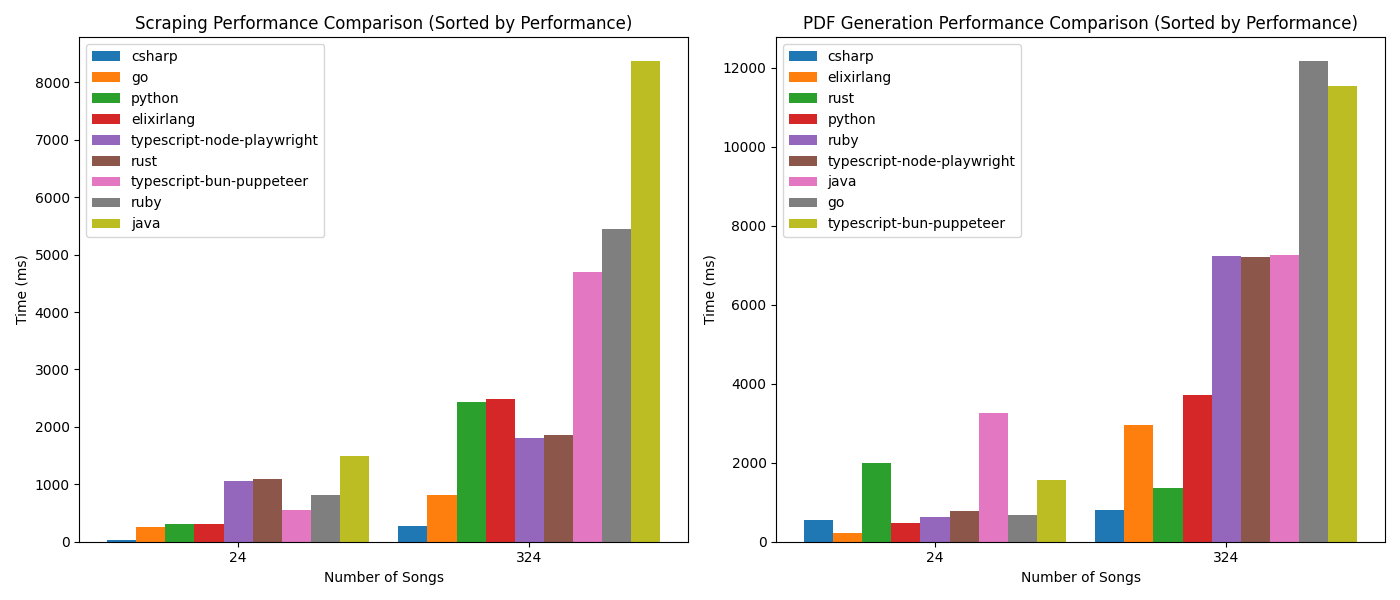 Scraping Performance Comparison (Sorted by Performance)
csharp
go
python
elixirlang
typescript-node-playwright
rust
typescript-bun-puppeteer
ruby
java
8000
7000
6000
5000
4000
3000
2000
1000
0
Time (ms)
24
324
Number of Songs
PDF Generation Performance Comparison (Sorted by Performance)
csharp
elixirlang
rust
python
ruby
typescript-node-playwright
java
go
typescript-bun-puppeteer
12000
10000
8000
6000
4000
2000
0
Time (ms)
24
324
Number of Songs